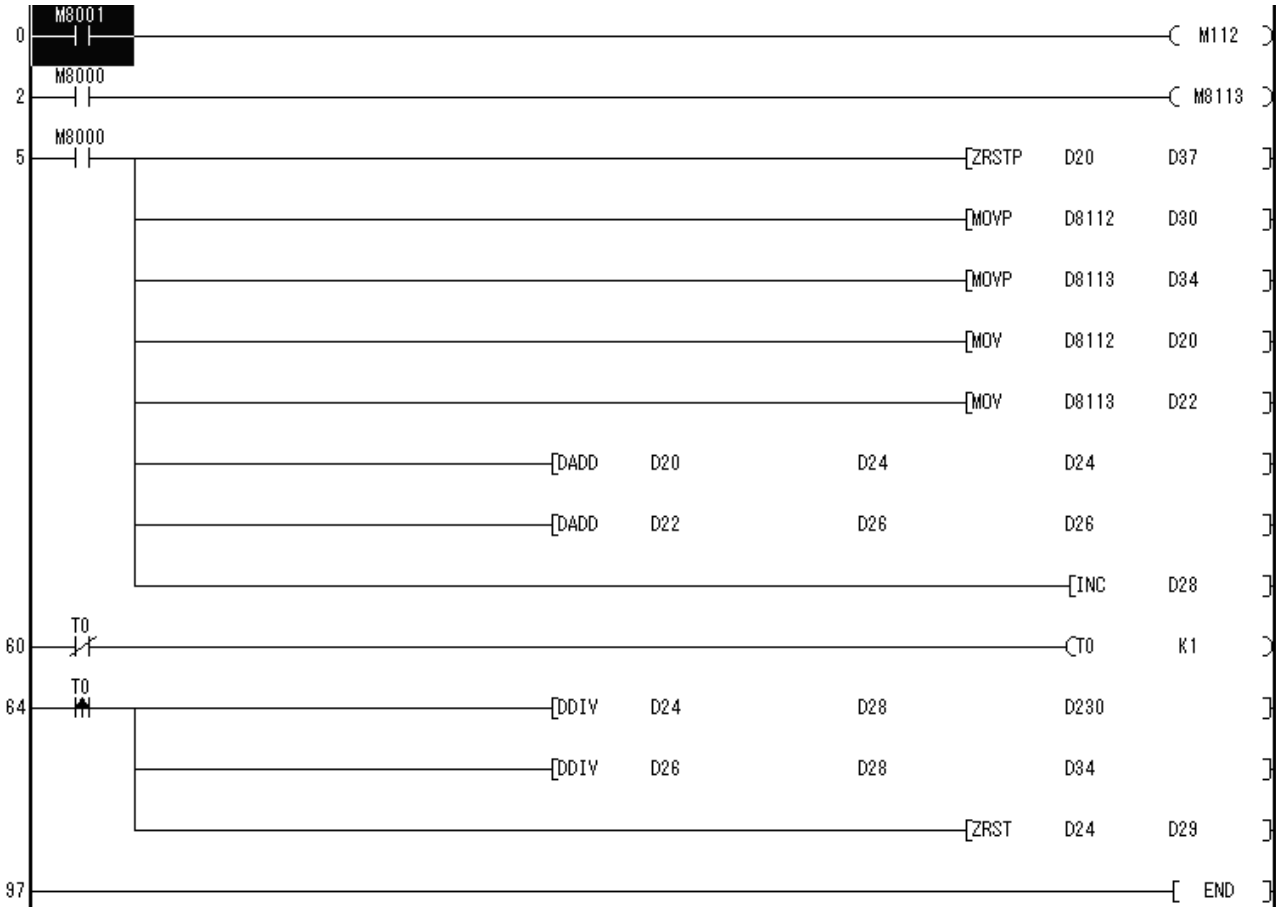 M8001
0 M112
M8000
2 M8113
M8000
5 ZRSTP D20 D37
MOVP D8112 D30
MOVP D8113 D34
MOV D8112 D20
MOV D8113 D22
DADD D20 D24 D24
DADD D22 D26 D26
INC D28
T0
60 T0 K1
T0
64 DDIV D24 D28 D230
DDIV D26 D28 D34
ZRST D24 D29
97 END